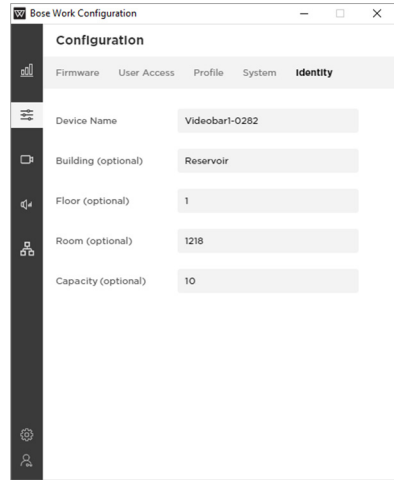 Bose Work Configuration
Configuration
Firmware User Access Profile System Identity
Device Name Videobar1-0282
Building (optional) Reservoir
Floor (optional) 1
Room (optional) 1218
Capacity (optional) 10